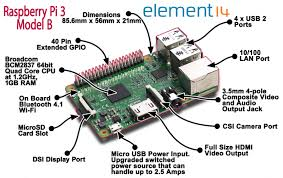 Raspberry Pi 3
Model B
Dimensions
85.6mm x 56mm x 21mm
element14
40 Pin
Extended GPIO
4 x USB 2
Ports
Broadcom
BCM2837 64bit
Quad Core CPU
at 1.2GHz,
1GB RAM
10/100
LAN Port
On Board
Bluetooth 4.1
Wi-Fi
3.5mm 4-pole
Composite Video
and Audio
Output Jack
MicroSD
Card Slot
CSI Camera Port
DSI Display Port
Micro USB Power Input.
Upgraded switched
power source that can
handle up to 2.5 Amps
Full Size HDMI
Video Output